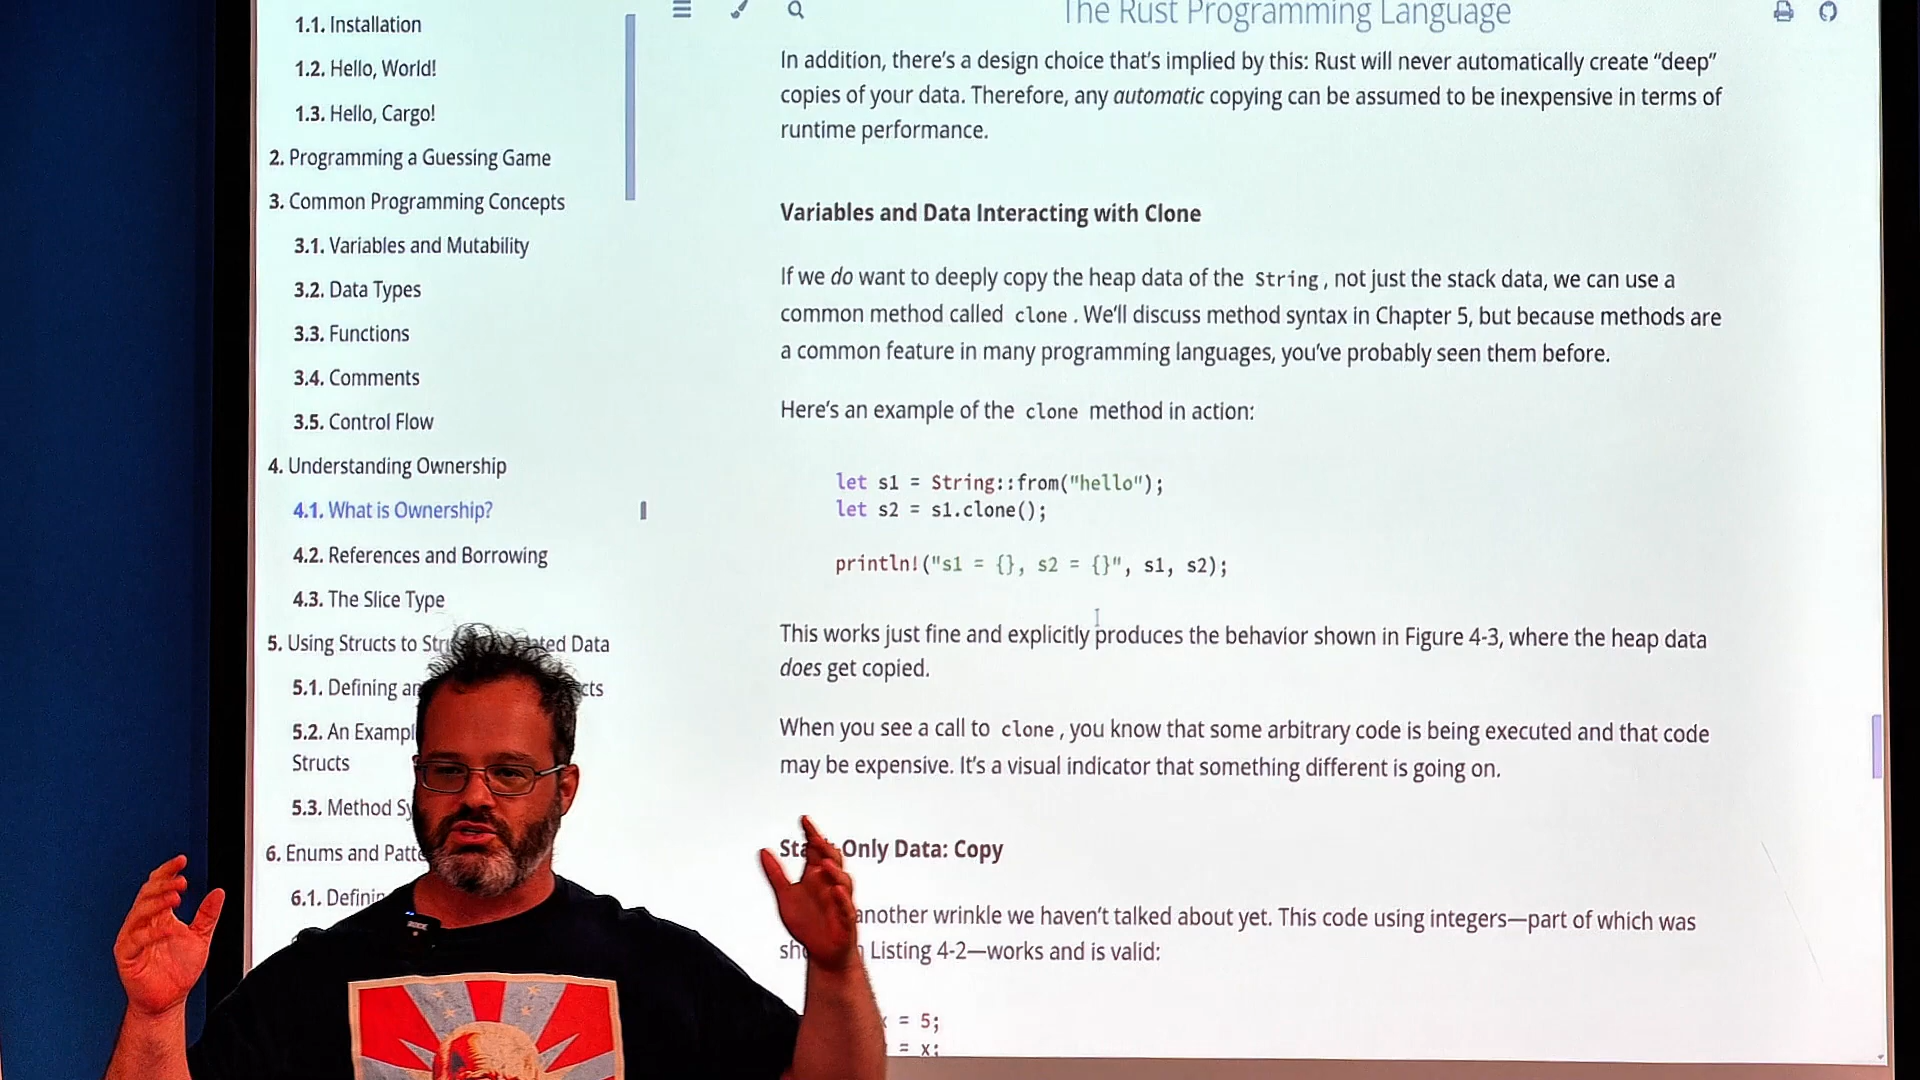 1.1. Installation
1.2. Hello, World!
1.3. Hello, Cargo!
2. Programming a Guessing Game
3. Common Programming Concepts
3.1. Variables and Mutability
3.2. Data Types
3.3. Functions
3.4. Comments
3.5. Control Flow
4. Understanding Ownership
4.1. What is Ownership?
4.2. References and Borrowing
4.3. The Slice Type
5. Using Structs to ed Data
5.1. Defining
5.2. An
Structs
5.3. Method
6. Enums and
6.1.
The Rust Programming Language
In addition, there's a design choice that's implied by this: Rust will never automatically create “deep”
copies of your data. Therefore, any automatic copying can be assumed to be inexpensive in terms of
runtime performance.
Variables and Data Interacting with Clone
If we do want to deeply copy the heap data of the String, not just the stack data, we can use a
common method called clone. We'll discuss method syntax in Chapter 5, but because methods are
a common feature in many programming languages, you've probably seen them before.
Here's an example of the clone method in action:
let s1 = String::from("hello");
let s2 = s1.clone();
println!("s1 = {}, s2 = {}", s1, s2);
This works just fine and explicitly produces the behavior shown in Figure 4-3, where the heap data
does get copied.
When you see a call to clone, you know that some arbitrary code is being executed and that code
may be expensive. It's a visual indicator that something different is going on.
Only Data: Copy
another wrinkle we haven't talked about yet. This code using integers—part of which was
Listing 4-2—works and is valid:
= 5;
= x;